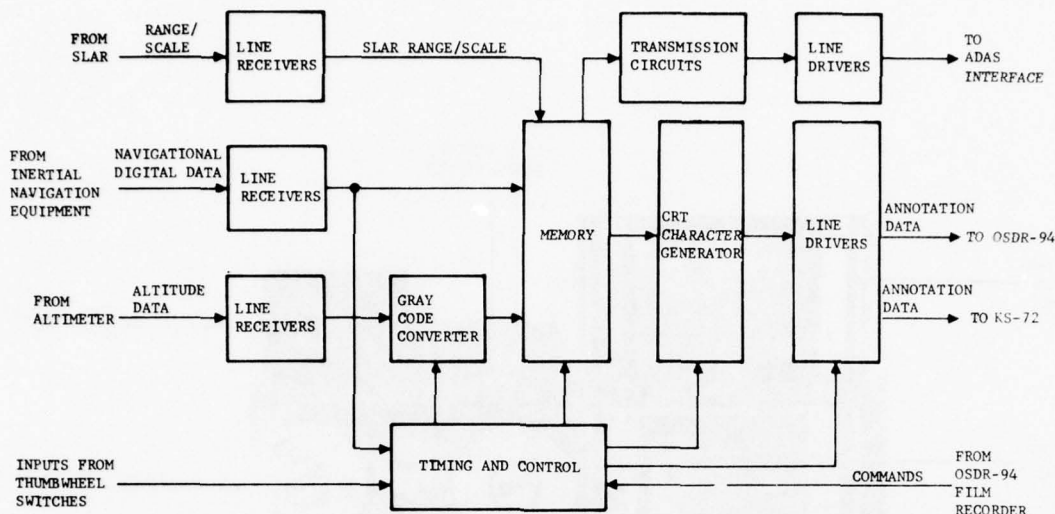 FROM
SLAR
RANGE/
SCALE
LINE
RECEIVERS
SLAR RANGE/SCALE
TRANSMISSION
CIRCUITS
LINE
DRIVERS
TO
ADAS
INTERFACE
FROM
INERTIAL
NAVIGATION
EQUIPMENT
NAVIGATIONAL
DIGITAL DATA
LINE
RECEIVERS
MEMORY
CRT
CHARACTER
GENERATOR
LINE
DRIVERS
ANNOTATION
DATA
TO OSDR-94
FROM
ALTIMETER
ALTITUDE
DATA
LINE
RECEIVERS
GRAY
CODE
CONVERTER
ANNOTATION
DATA
TO KS-72
INPUTS FROM
THUMBWHEEL
SWITCHES
TIMING AND CONTROL
COMMANDS
FROM
OSDR-94
FILM
RECORDER